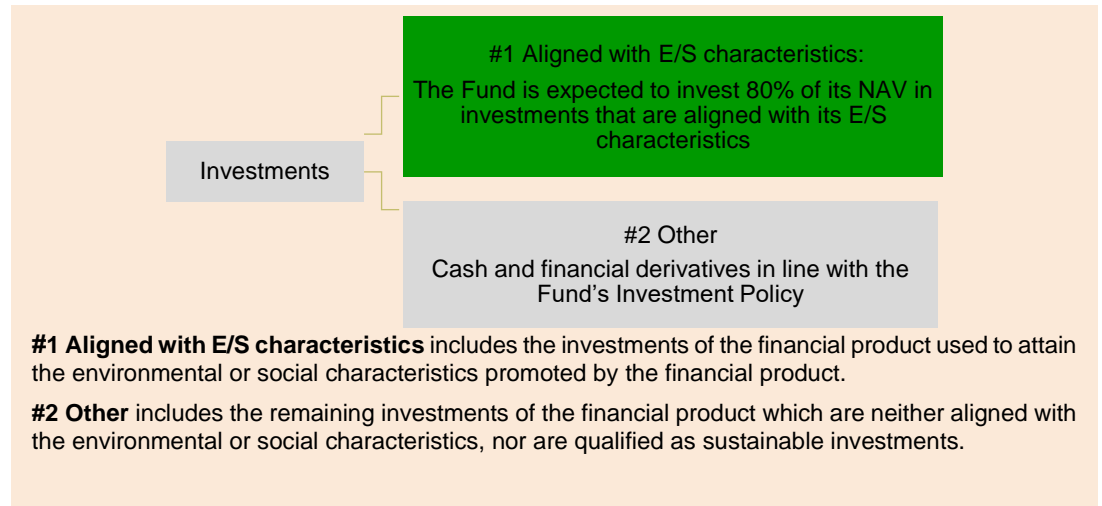 #1 Aligned with E/S characteristics:
The Fund is expected to invest 80% of its NAV in
investments that are aligned with its E/S
characteristics
Investments
#2 Other
Cash and financial derivatives in line with the
Fund's Investment Policy
#1 Aligned with E/S characteristics includes the investments of the financial product used to attain
the environmental or social characteristics promoted by the financial product.
#2 Other includes the remaining investments of the financial product which are neither aligned with
the environmental or social characteristics, nor are qualified as sustainable investments.